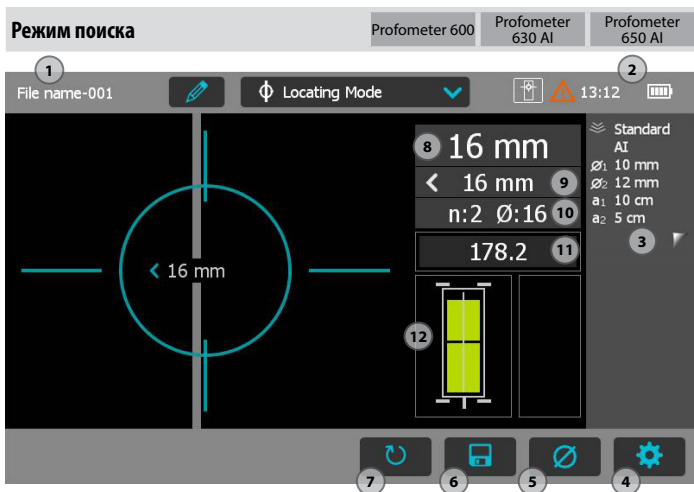 Режим поиска
Profometer 600
Profometer
630 AI
Profometer
650 AI
1
2
File name-001
Locating Mode
13:12
8
16 mm
Standard
AI
ø1 10 mm
ø2 12 mm
a1 10 cm
a2 5 cm
3
< 16 mm
9
n:2 Ø:16
10
178.2
11
< 16 mm
12
7
6
5
4